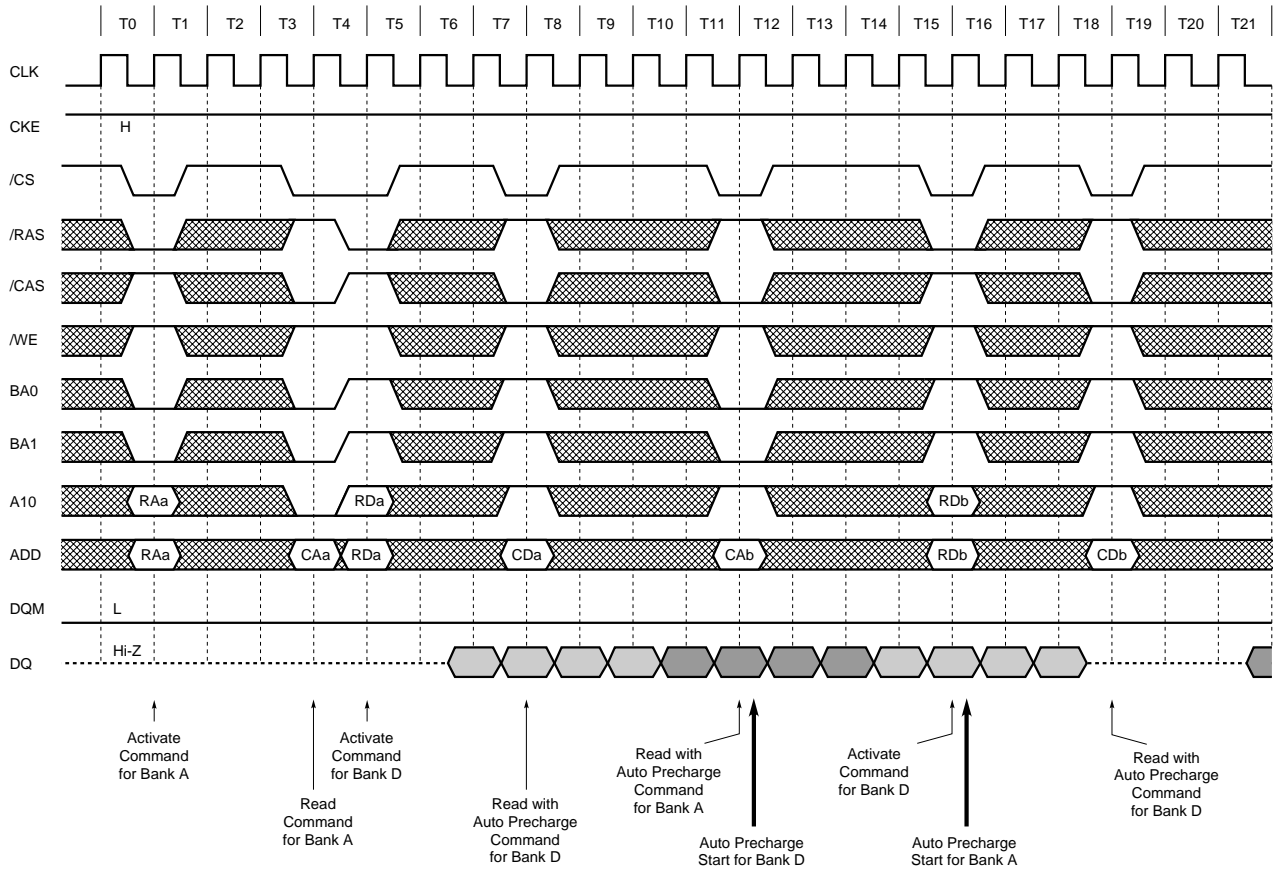 T0 T1 T2 T3 T4 T5 T6 T7 T8 T9 T10 T11 T12 T13 T14 T15 T16 T17 T18 T19 T20 T21
CLK
CKE H
/CS
/RAS
/CAS
/WE
BA0
BA1
A10 RAa RDa RDb
ADD RAa CAa RDa CDa CAb RDb CDb
DQM L
DQ Hi-Z
Activate
Command
for Bank A
Read
Command
for Bank A
Activate
Command
for Bank D
Read with
Auto Precharge
Command
for Bank D
Read with
Auto Precharge
Command
for Bank A
Auto Precharge
Start for Bank D
Activate
Command
for Bank D
Auto Precharge
Start for Bank A
Read with
Auto Precharge
Command
for Bank D